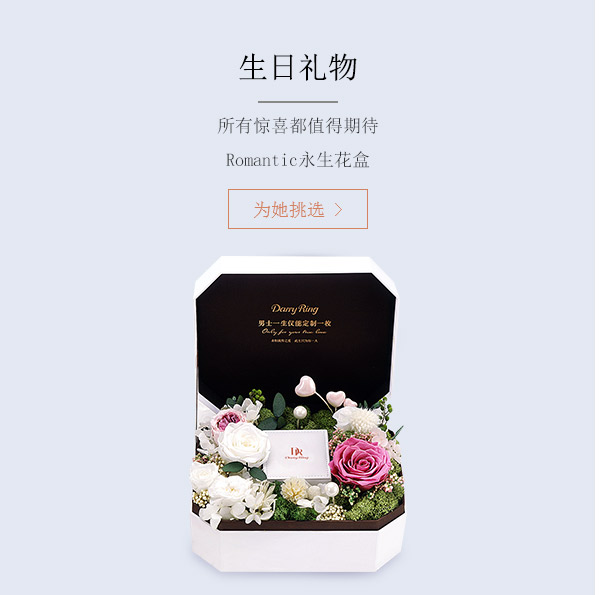 生日礼物
所有惊喜都值得期待
Romantic永生花盒
为她挑选 >
Darry Ring
男士一生仅能定制一枚
Only for your true love
DR
Darry Ring